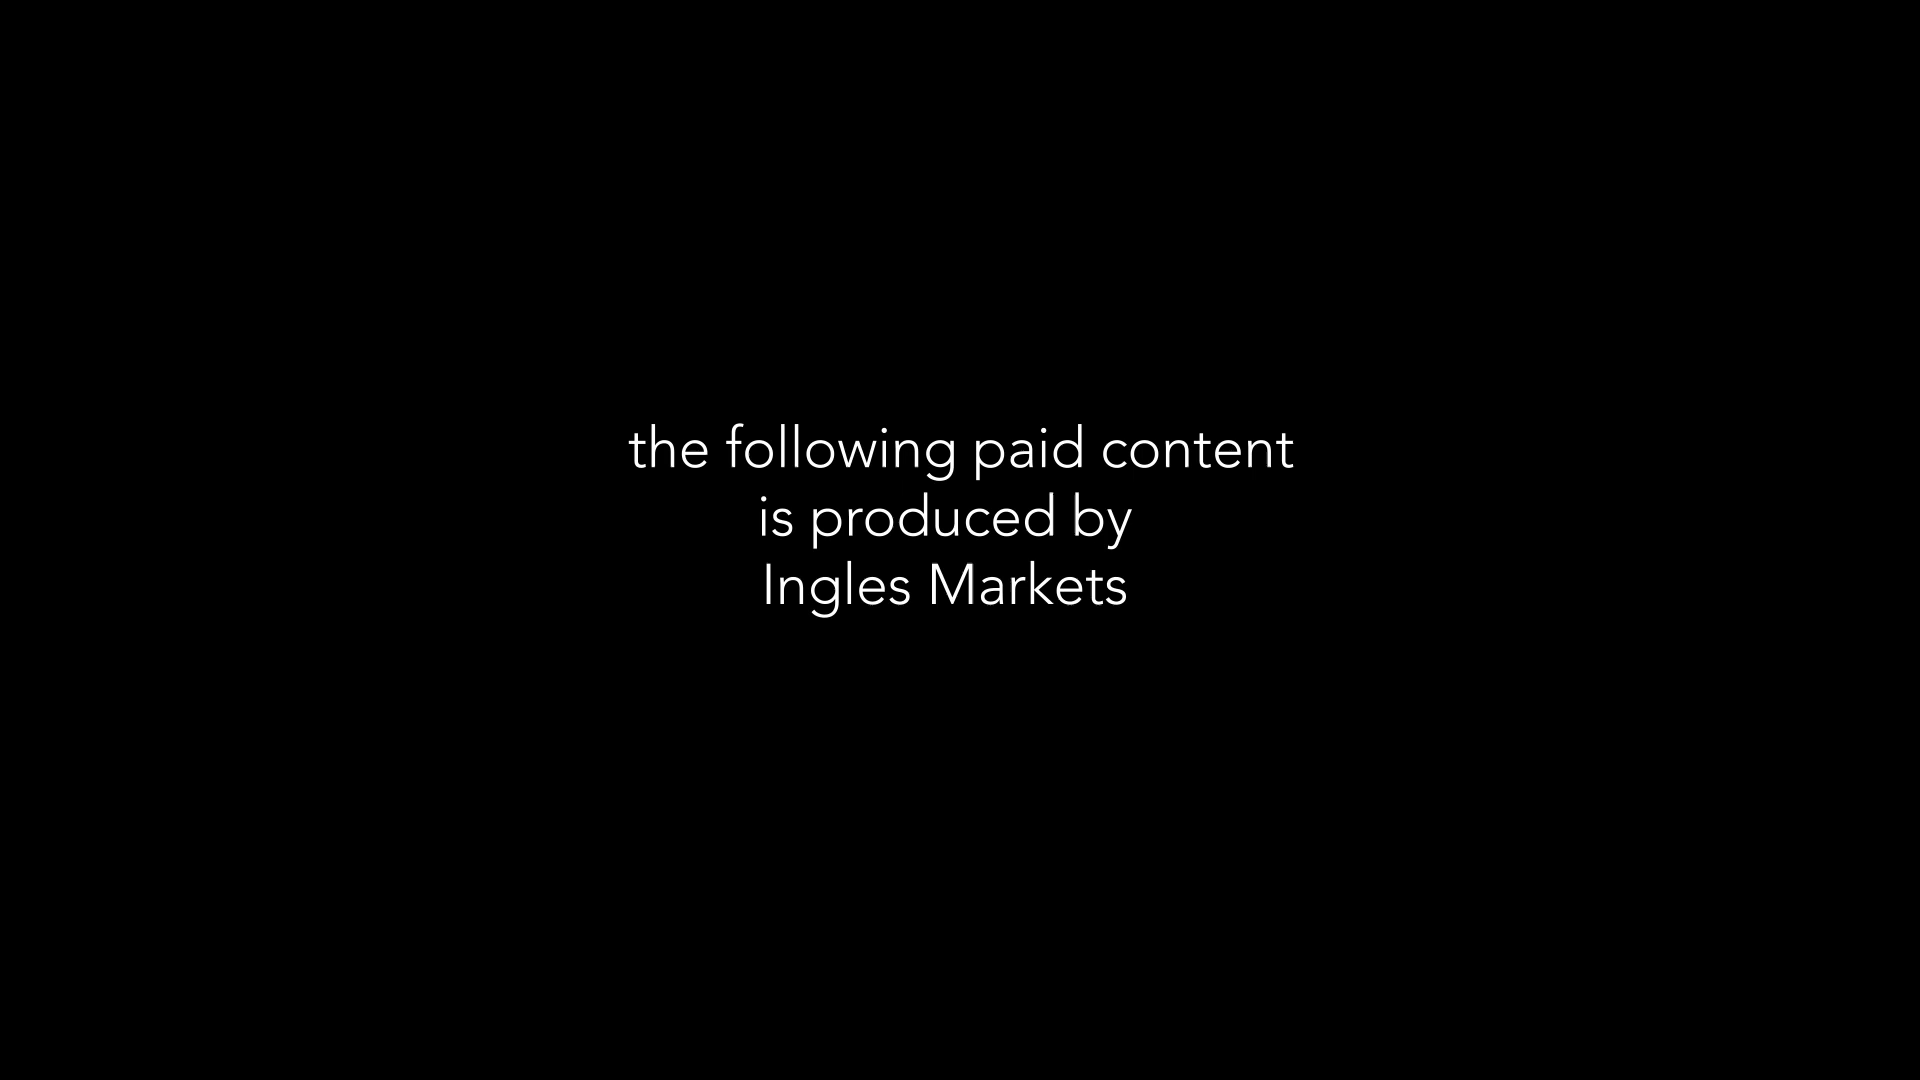 the following paid content
is produced by
Ingles Markets